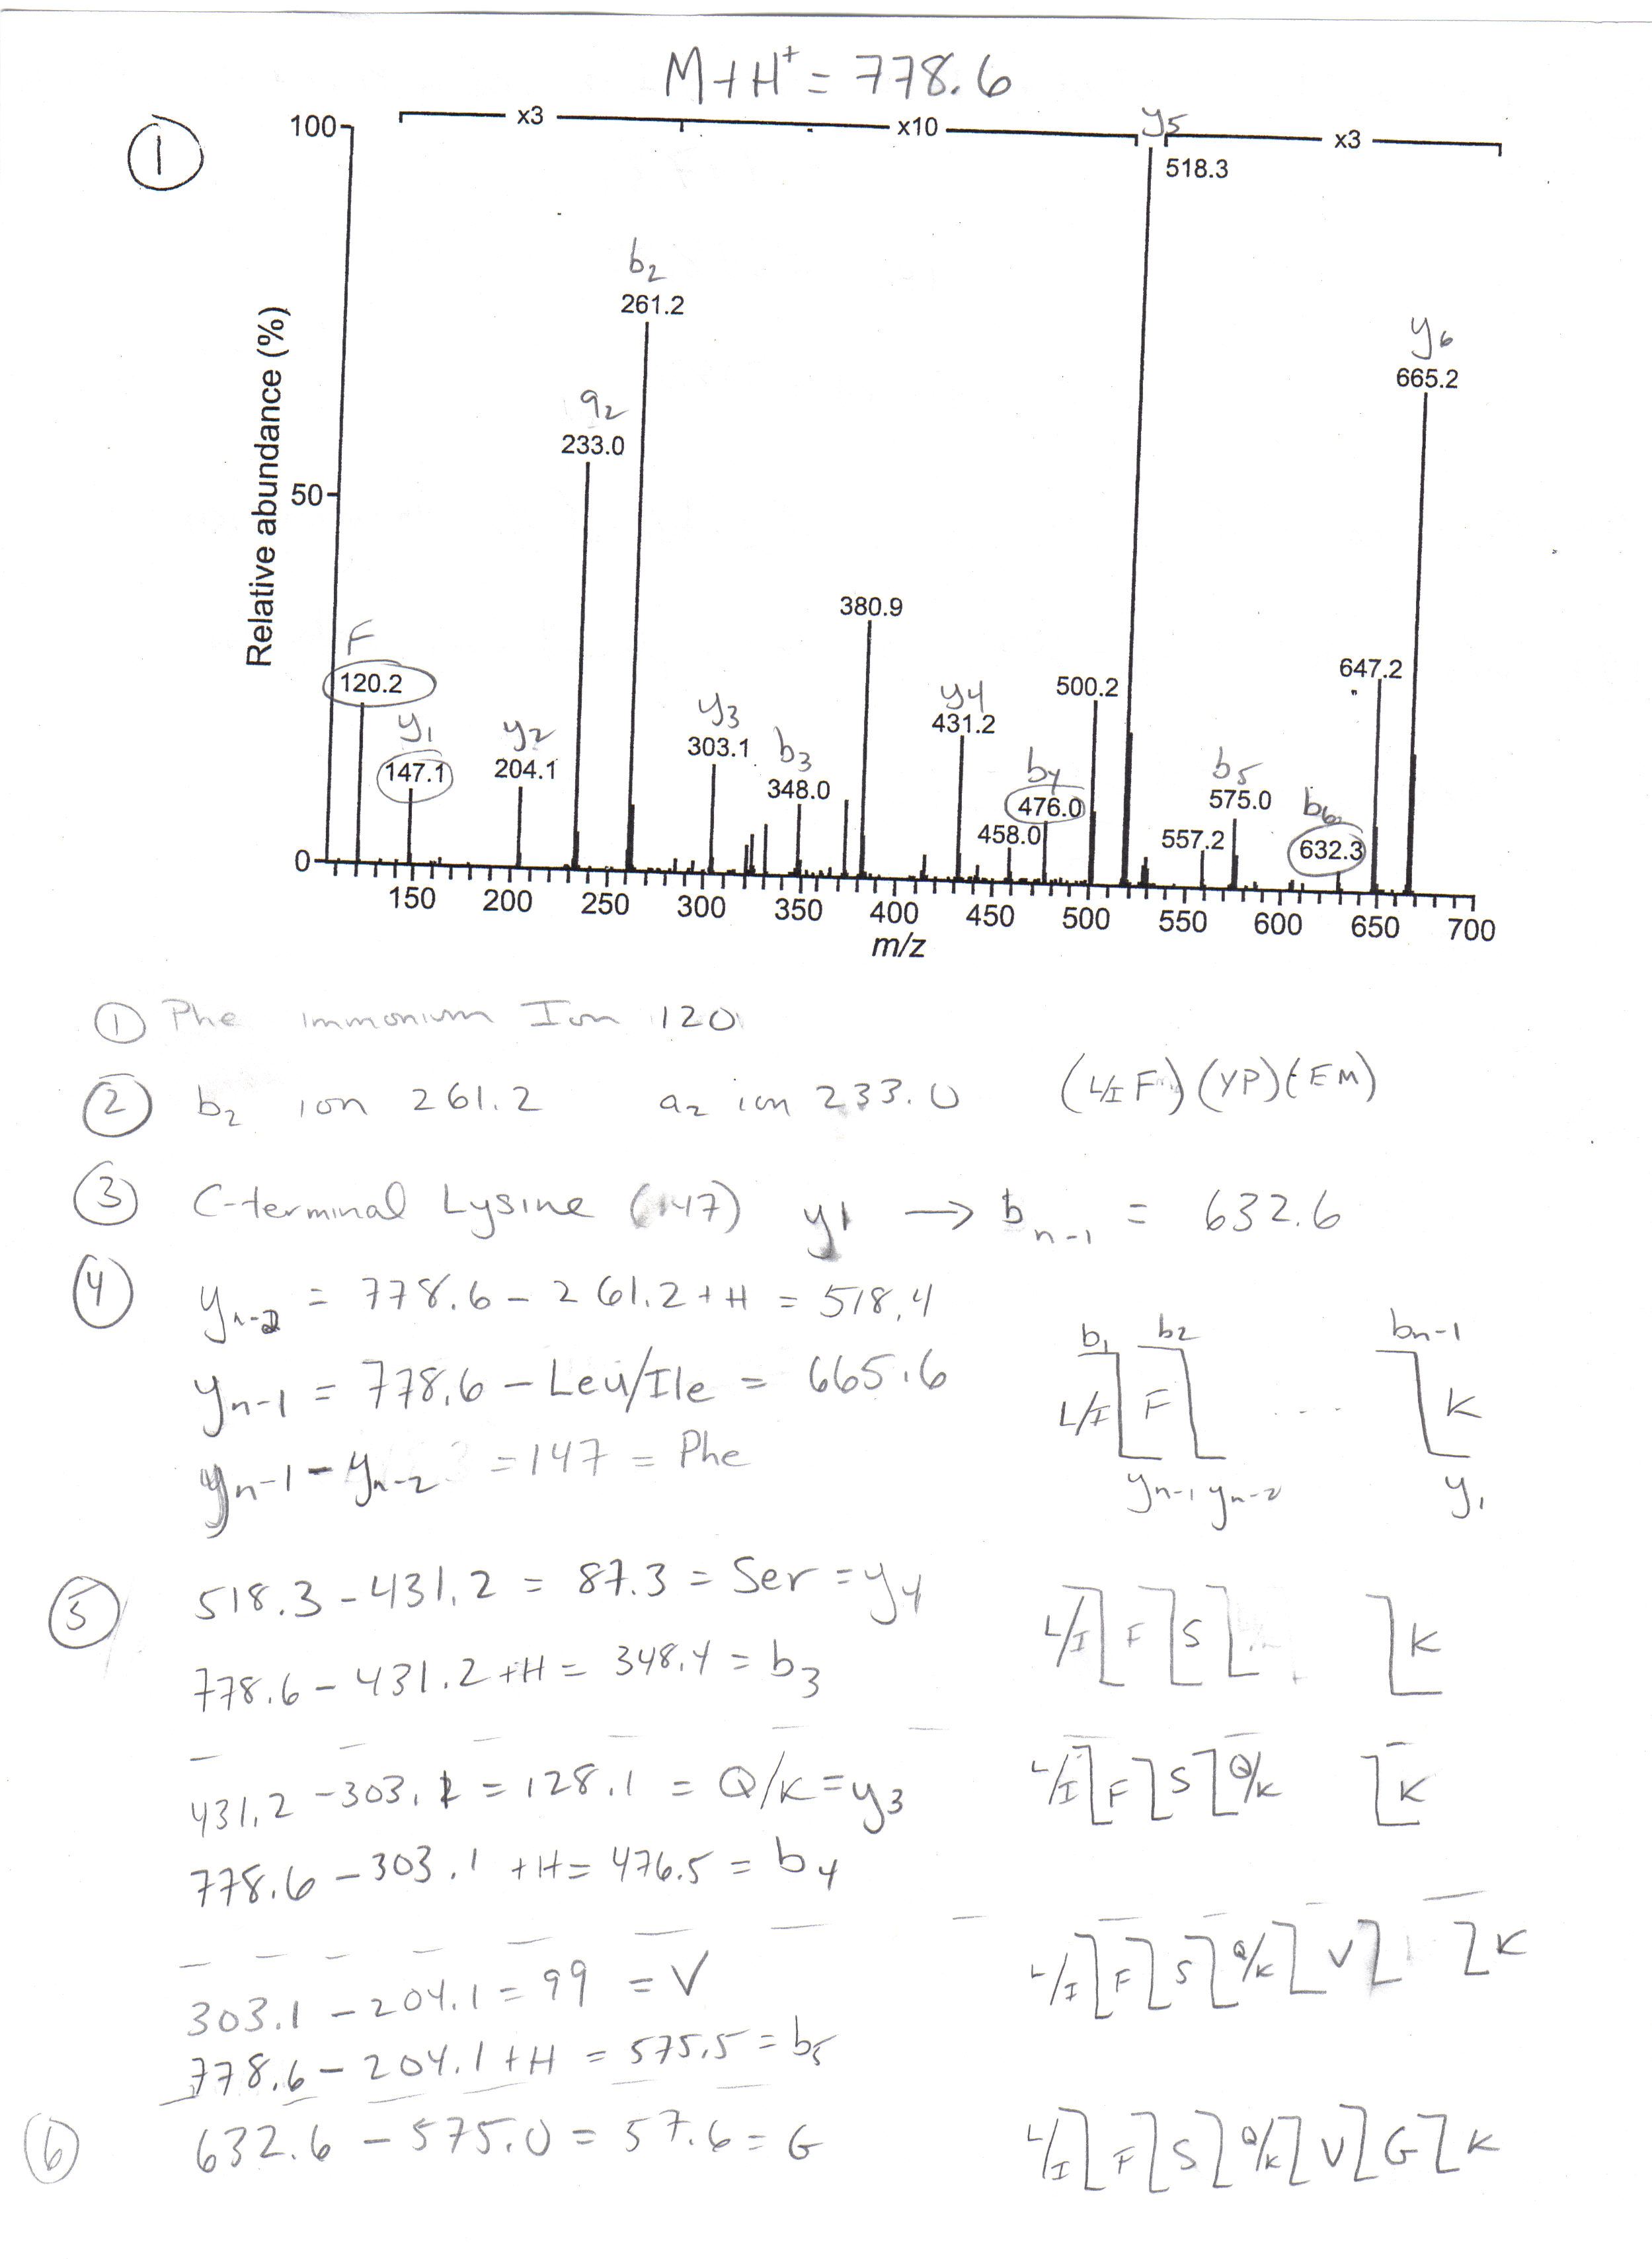 M+H⁺ = 778.6
①
x3 x10 x3
100
y5
518.3
b2
261.2
y6
665.2
a2
233.0
Relative abundance (%)
50
380.9
F
120.2
647.2
y1
147.1
y2
204.1
y3
303.1
b3
348.0
y4
431.2
500.2
458.0
b4
476.0
557.2
b5
575.0
b6
632.3
0
150 200 250 300 350 400 450 500 550 600 650 700
m/z
① Phe immonium Ion 120
② b2 ion 261.2 a2 ion 233.0 (L/I F) (YP) (EM)
③ C-terminal Lysine (147) y1 → bn-1 = 632.6
④ yn-2 = 778.6 - 261.2 + H = 518.4
yn-1 = 778.6 - Leu/Ile = 665.6
yn-1 - yn-2 = 147 = Phe
b1 b2 bn-1
L/I F ... K
yn-1 yn-2 y1
⑤ 518.3 - 431.2 = 87.3 = Ser = y4
L/I F S K
778.6 - 431.2 + H = 348.4 = b3
431.2 - 303.1 = 128.1 = Q/K = y3
L/I F S Q/K K
778.6 - 303.1 + H = 476.5 = b4
303.1 - 204.1 = 99 = V
L/I F S Q/K V K
778.6 - 204.1 + H = 575.5 = b5
⑥ 632.6 - 575.0 = 57.6 = G
L/I F S Q/K V G K